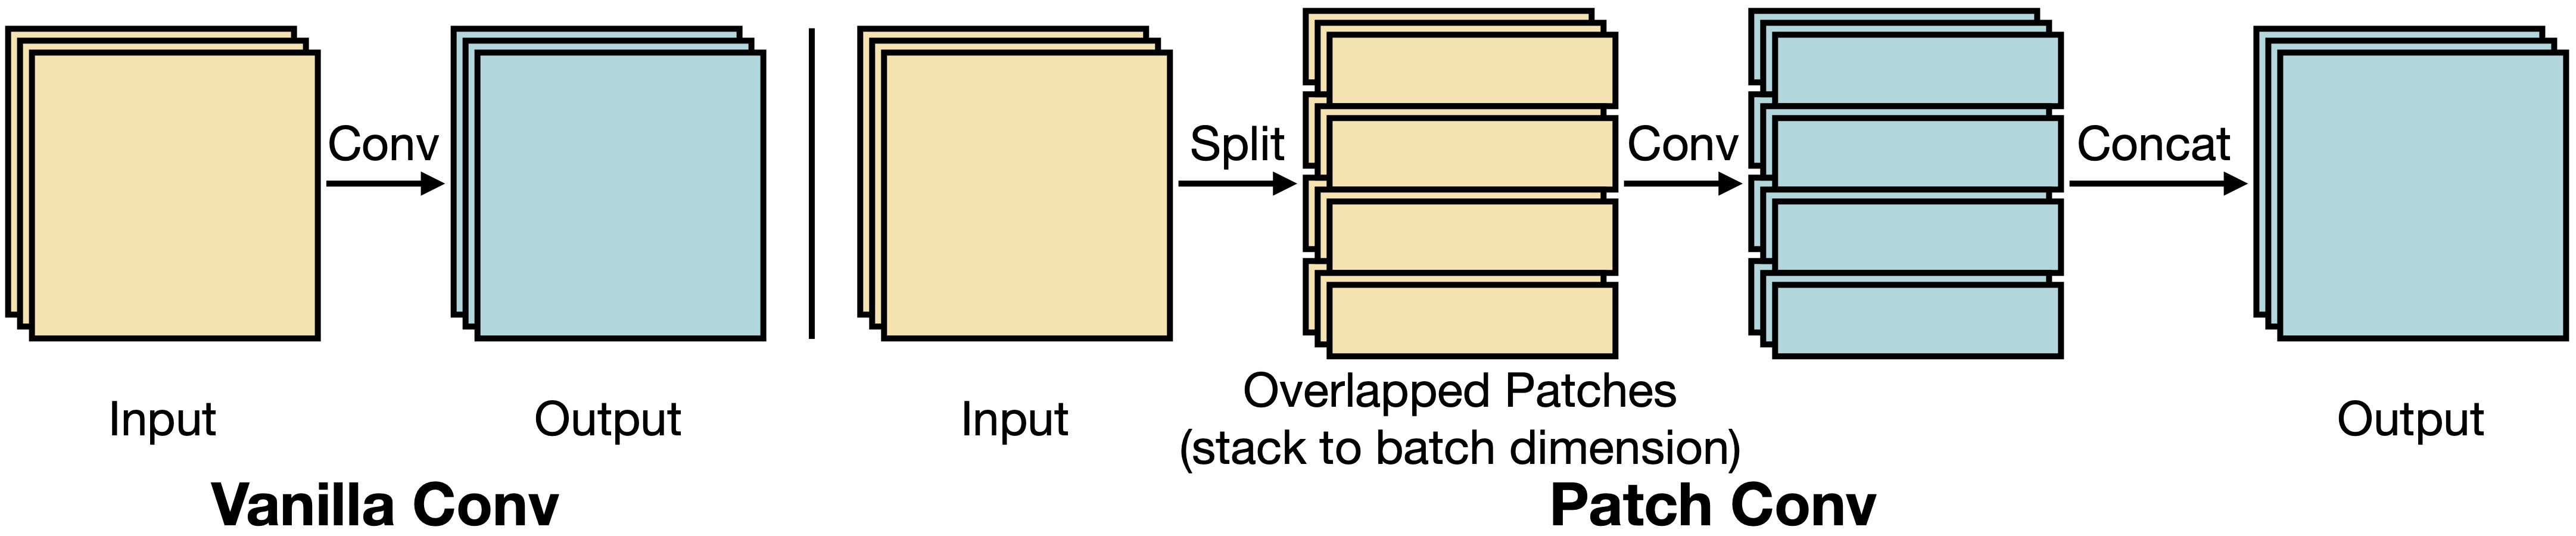 Conv
Input
Output
Vanilla Conv
Split
Conv
Concat
Input
Overlapped Patches
(stack to batch dimension)
Output
Patch Conv